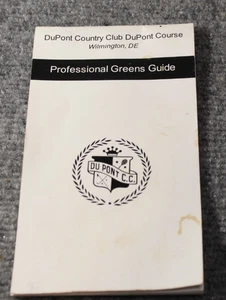 DuPont Country Club DuPont Course
Wilmington, DE
Professional Greens Guide
DU PONT C.C.